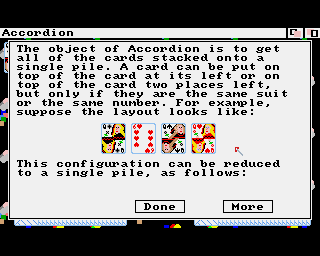 Accordion
The object of Accordion is to get
all of the cards stacked onto a
single pile. A card can be put on
top of the card at its left or on
top of the card two places left,
but only if they are the same suit
or the same number. For example,
suppose the layout looks like:
This configuration can be reduced
to a single pile, as follows:
Done
More